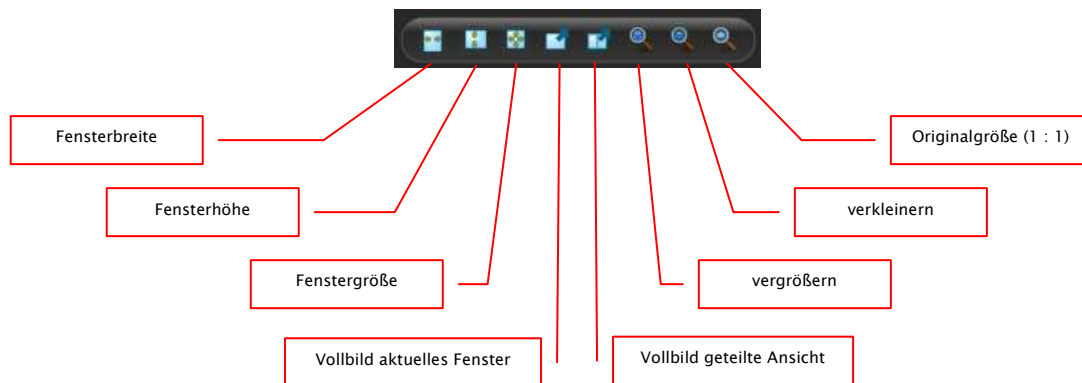 Fensterbreite
Originalgröße (1 : 1)
Fensterhöhe
verkleinern
Fenstergröße
vergrößern
Vollbild aktuelles Fenster
Vollbild geteilte Ansicht